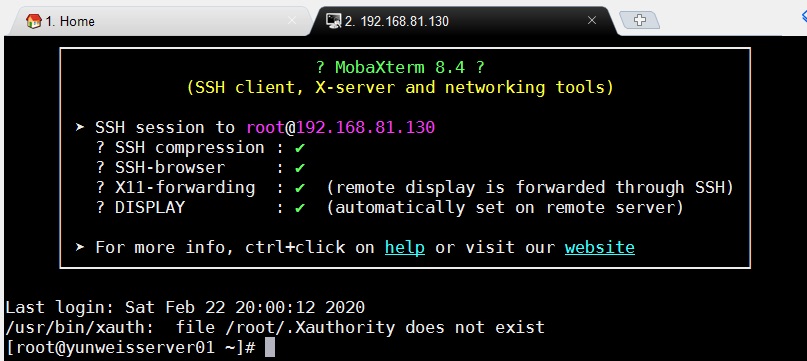 1. Home
2. 192.168.81.130
? MobaXterm 8.4 ?
(SSH client, X-server and networking tools)
➤ SSH session to root@192.168.81.130
? SSH compression : ✔
? SSH-browser     : ✔
? X11-forwarding  : ✔  (remote display is forwarded through SSH)
? DISPLAY         : ✔  (automatically set on remote server)
➤ For more info, ctrl+click on help or visit our website
Last login: Sat Feb 22 20:00:12 2020
/usr/bin/xauth:  file /root/.Xauthority does not exist
[root@yunweisserver01 ~]#